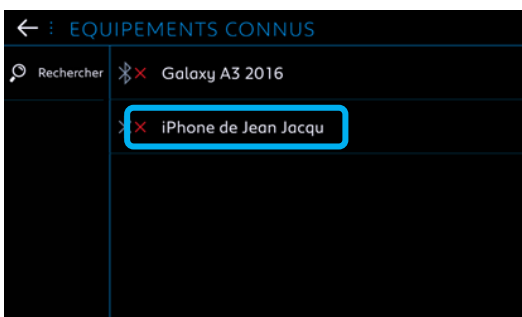 EQUIPEMENTS CONNUS
Rechercher
Galaxy A3 2016
iPhone de Jean Jacqu